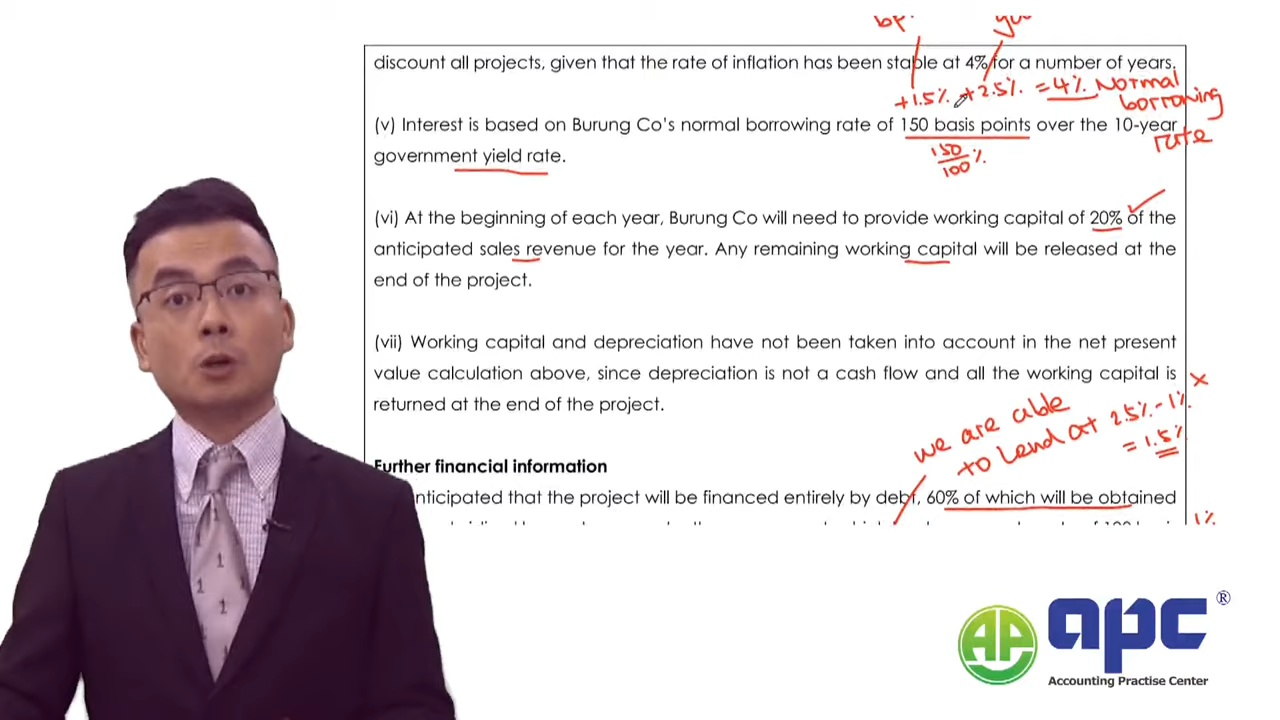 bp
discount all projects, given that the rate of inflation has been stable at 4% for a number of years.
+1.5% +2.5% = 4% Normal
borrowing
rate
(v) Interest is based on Burung Co's normal borrowing rate of 150 basis points over the 10-year
government yield rate.
150
100 %
(vi) At the beginning of each year, Burung Co will need to provide working capital of 20% of the
anticipated sales revenue for the year. Any remaining working capital will be released at the
end of the project.
(vii) Working capital and depreciation have not been taken into account in the net present
value calculation above, since depreciation is not a cash flow and all the working capital is
returned at the end of the project.
we are able
to lend at 2.5% - 1%
= 1.5%
Further financial information
nticipated that the project will be financed entirely by debt, 60% of which will be obtained
1%
AP
apc ®
Accounting Practise Center